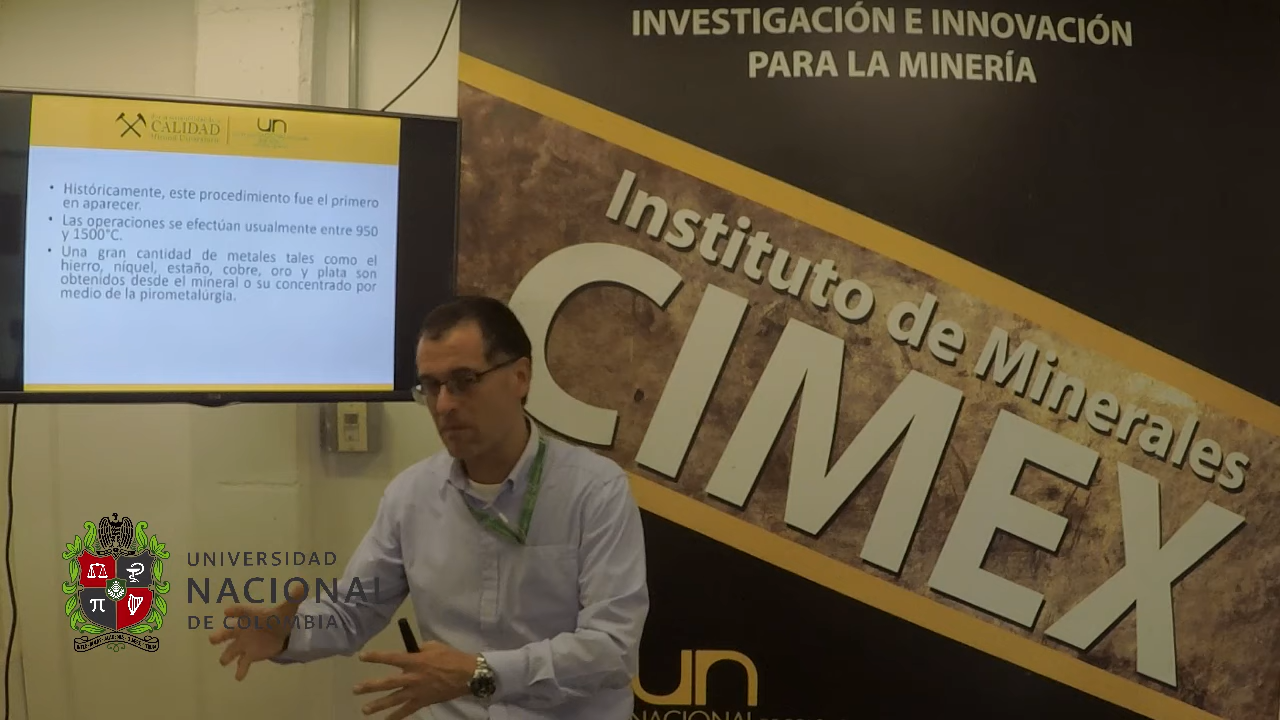 INVESTIGACIÓN E INNOVACIÓN
PARA LA MINERÍA
CALIDAD
un
• Históricamente, este procedimiento fue el primero
en aparecer.
• Las operaciones se efectúan usualmente entre 950
y 1500°C.
• Una gran cantidad de metales tales como el
hierro, níquel, estaño, cobre, oro y plata son
obtenidos desde el mineral o su concentrado por
medio de la pirometalúrgia.
Instituto de Minerales
CIMEX
UNIVERSIDAD
NACIONAL
DE COLOMBIA
un
NACIONAL